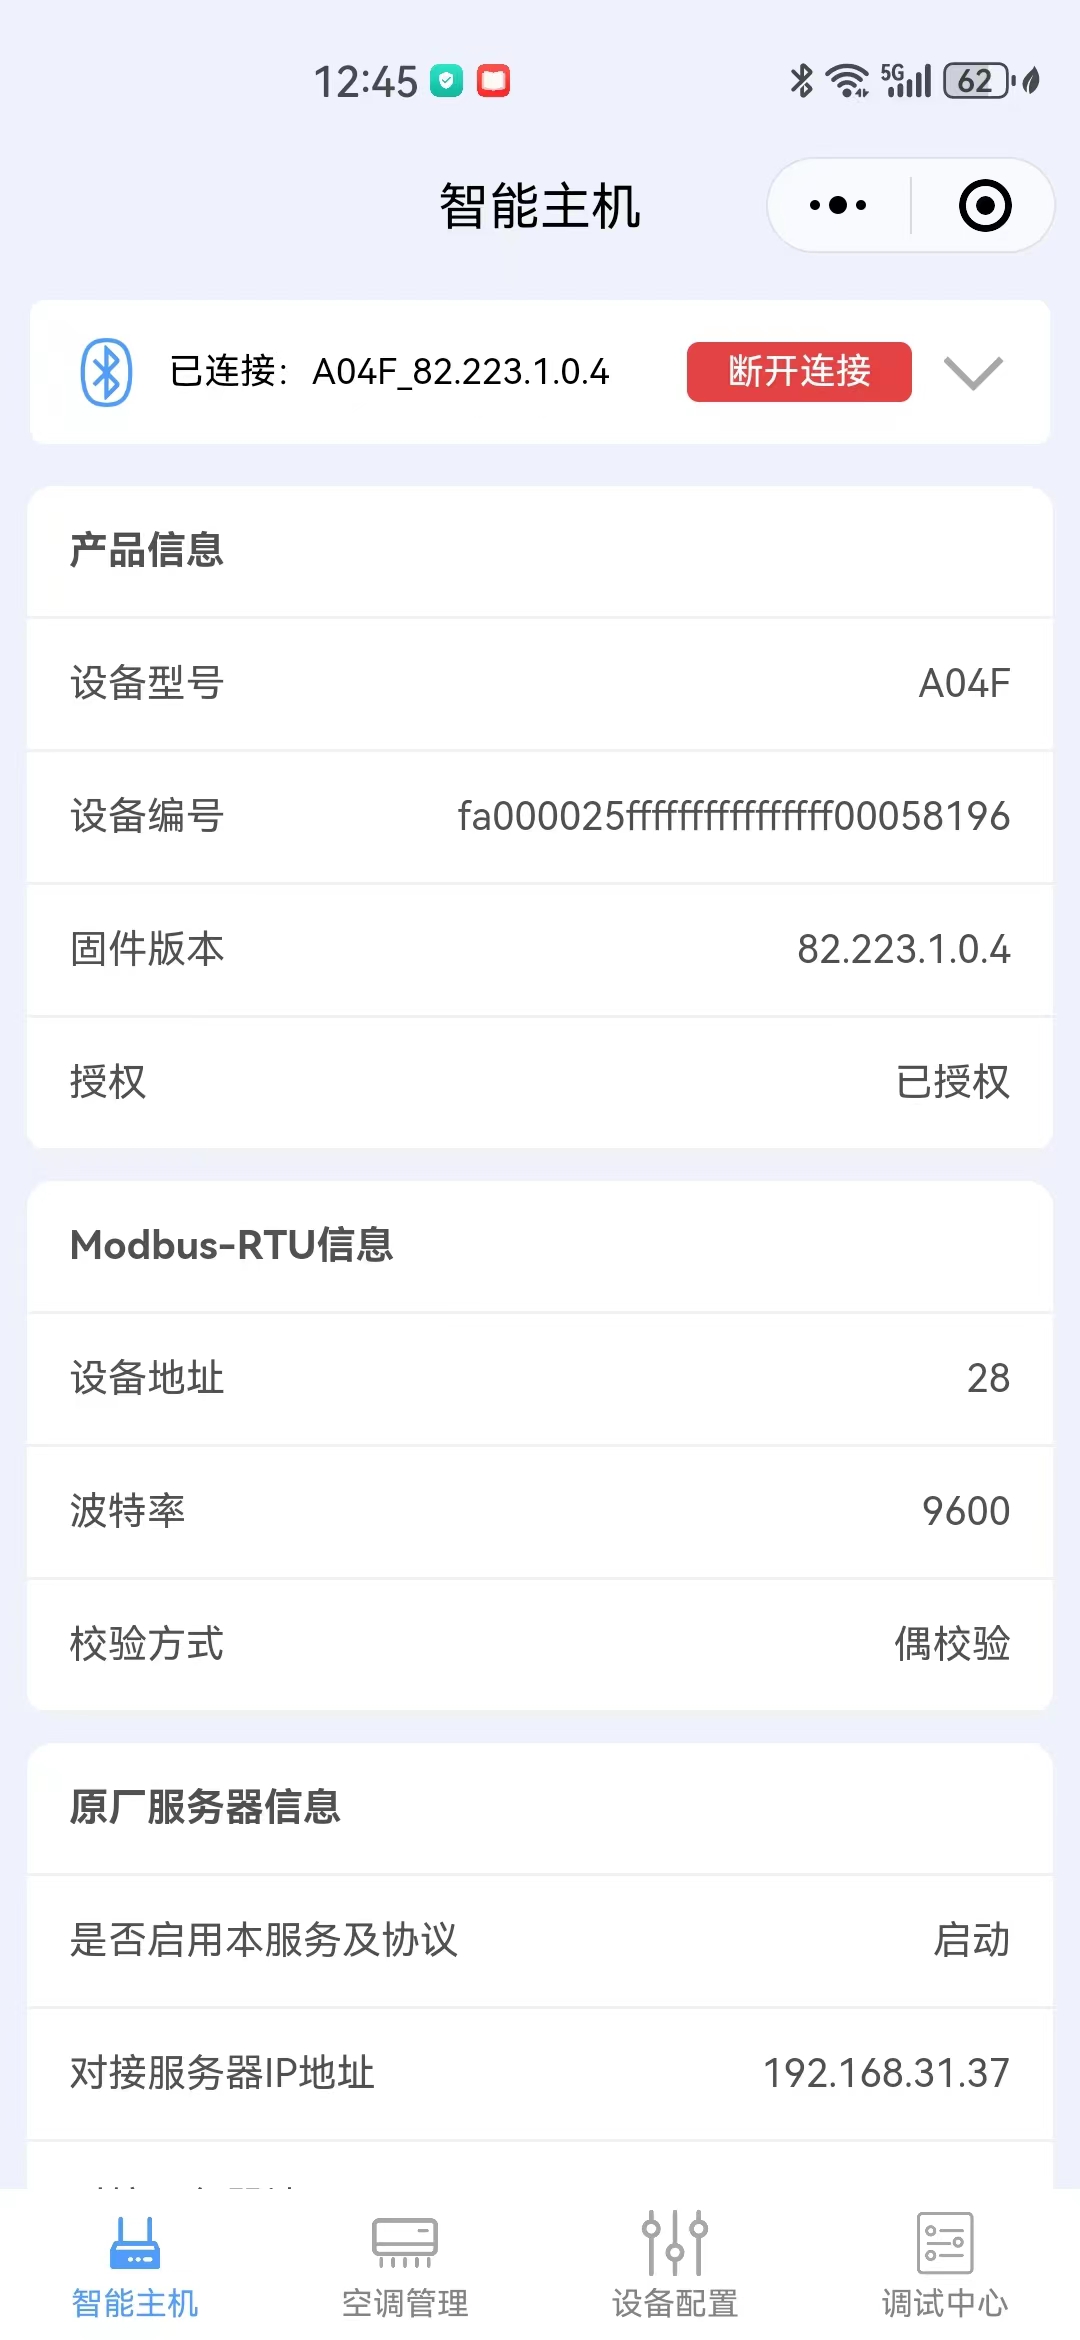 12:45
5G
62
智能主机
已连接：A04F_82.223.1.0.4
断开连接
产品信息
设备型号
A04F
设备编号
fa000025ffffffffffffffff00058196
固件版本
82.223.1.0.4
授权
已授权
Modbus-RTU信息
设备地址
28
波特率
9600
校验方式
偶校验
原厂服务器信息
是否启用本服务及协议
启动
对接服务器IP地址
192.168.31.37
智能主机
空调管理
设备配置
调试中心